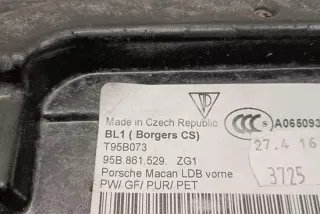 Made in Czech Republic
BL1 ( Borgers CS)
T95B073
95B.861.529. ZG1
Porsche Macan LDB vorne
PW/ GF/ PUR/ PET
CCC S
A065093
27.4 16
3725